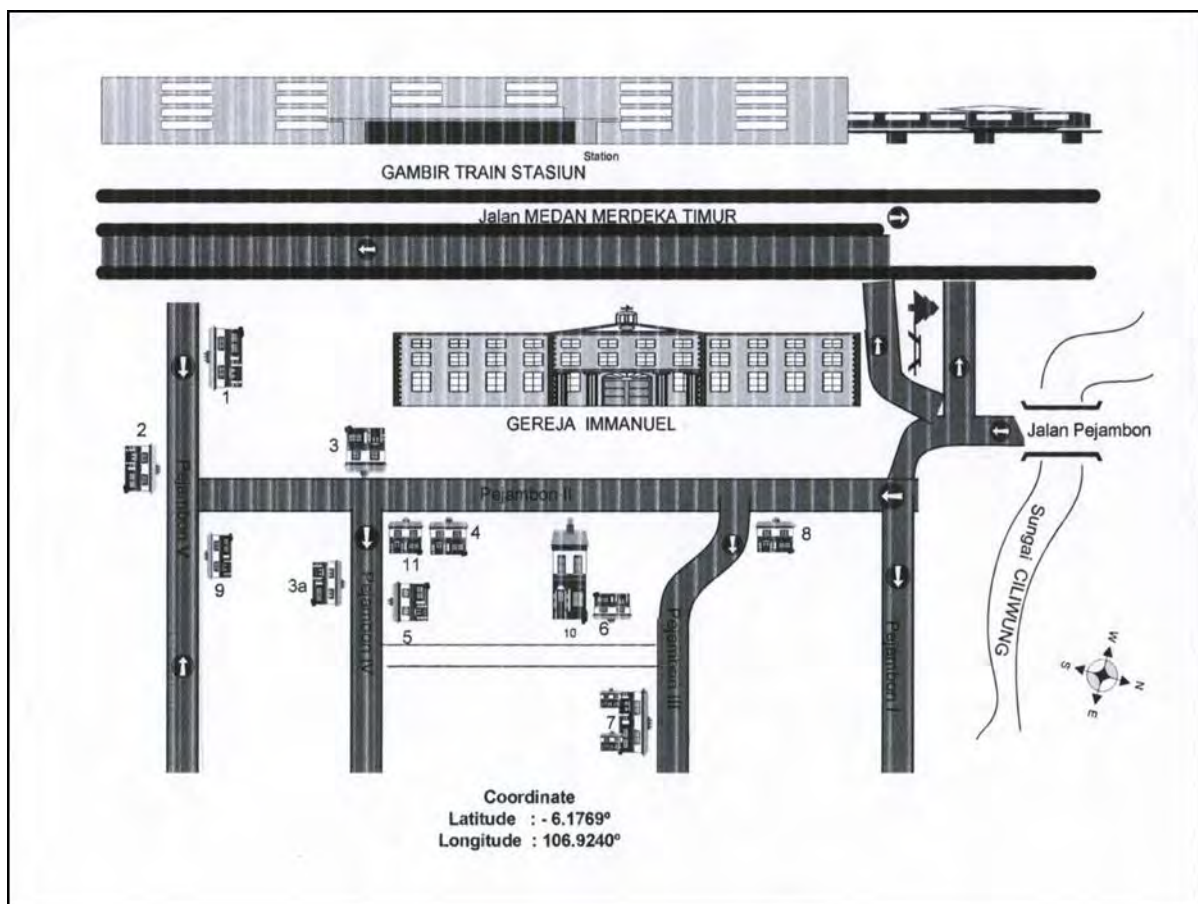 Station
GAMBIR TRAIN STASIUN
Jalan MEDAN MERDEKA TIMUR
1
GEREJA IMMANUEL
Jalan Pejambon
2
3
Pejambon V
Pejambon II
11
4
8
9
3a
Pejambon IV
5
10
6
Pejambon III
Pejambon I
Sungai CILIWUNG
7
W
S
N
E
Coordinate
Latitude : - 6.1769º
Longitude : 106.9240º